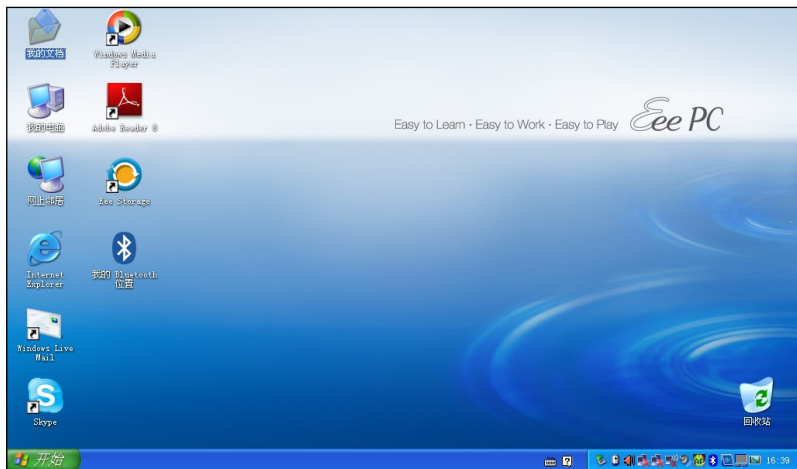 我的文档
Windows Media
Player
我的电脑
Adobe Reader 8
网上邻居
Eee Storage
Internet
Explorer
我的 Bluetooth
位置
Windows Live
Mail
Skype
Easy to Learn · Easy to Work · Easy to Play
Eee PC
回收站
开始
16:39